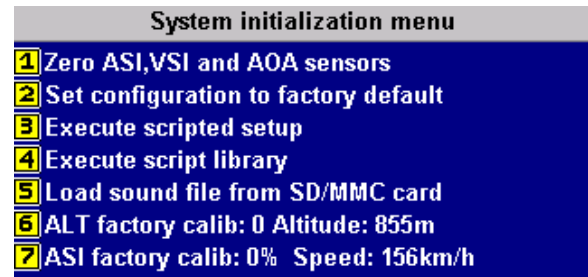 System initialization menu
1 Zero ASI,VSI and AOA sensors
2 Set configuration to factory default
3 Execute scripted setup
4 Execute script library
5 Load sound file from SD/MMC card
6 ALT factory calib: 0 Altitude: 855m
7 ASI factory calib: 0% Speed: 156km/h